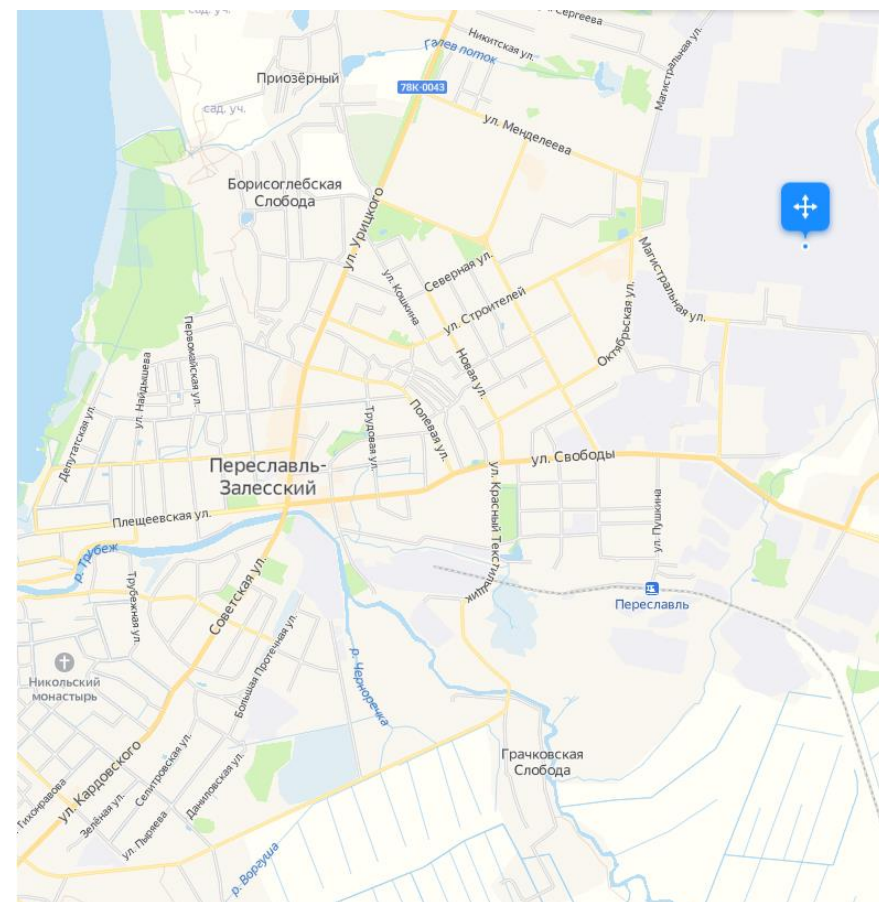 сад. уч.
Сергеева
Никитская ул.
Галев поток
Магистральная ул.
Приозёрный
78К-0043
сад. уч.
ул. Менделеева
Борисоглебская
Слобода
ул. Урицкого
Северная ул.
Магистральная ул.
ул. Кошкина
ул. Строителей
Октябрьская ул.
Первомайская ул.
ул. Найдышева
Новая ул.
Депутатская ул.
Трудовая ул.
Полевая ул.
Переславль-
Залесский
ул. Свободы
ул. Красный Текстильщик
ул. Пушкина
Плещеевская ул.
р. Трубеж
Советская ул.
Трубежная ул.
Переславль
Большая Протечная ул.
р. Черноречка
Никольский
монастырь
Грачковская
Слобода
ул. Кардовского
Селитровская ул.
Даниловская ул.
Тихонравова
Зелёная ул.
ул. Пыряева
р. Воргуша